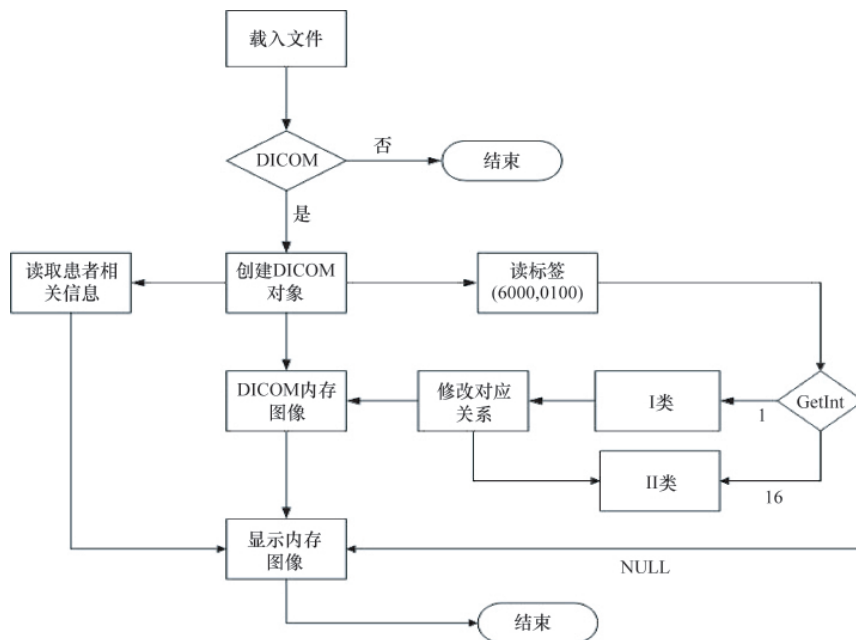 载入文件
DICOM
否
结束
是
读取患者相
关信息
创建DICOM
对象
读标签
(6000,0100)
DICOM内存
图像
修改对应
关系
I类
1
GetInt
II类
16
显示内存
图像
NULL
结束